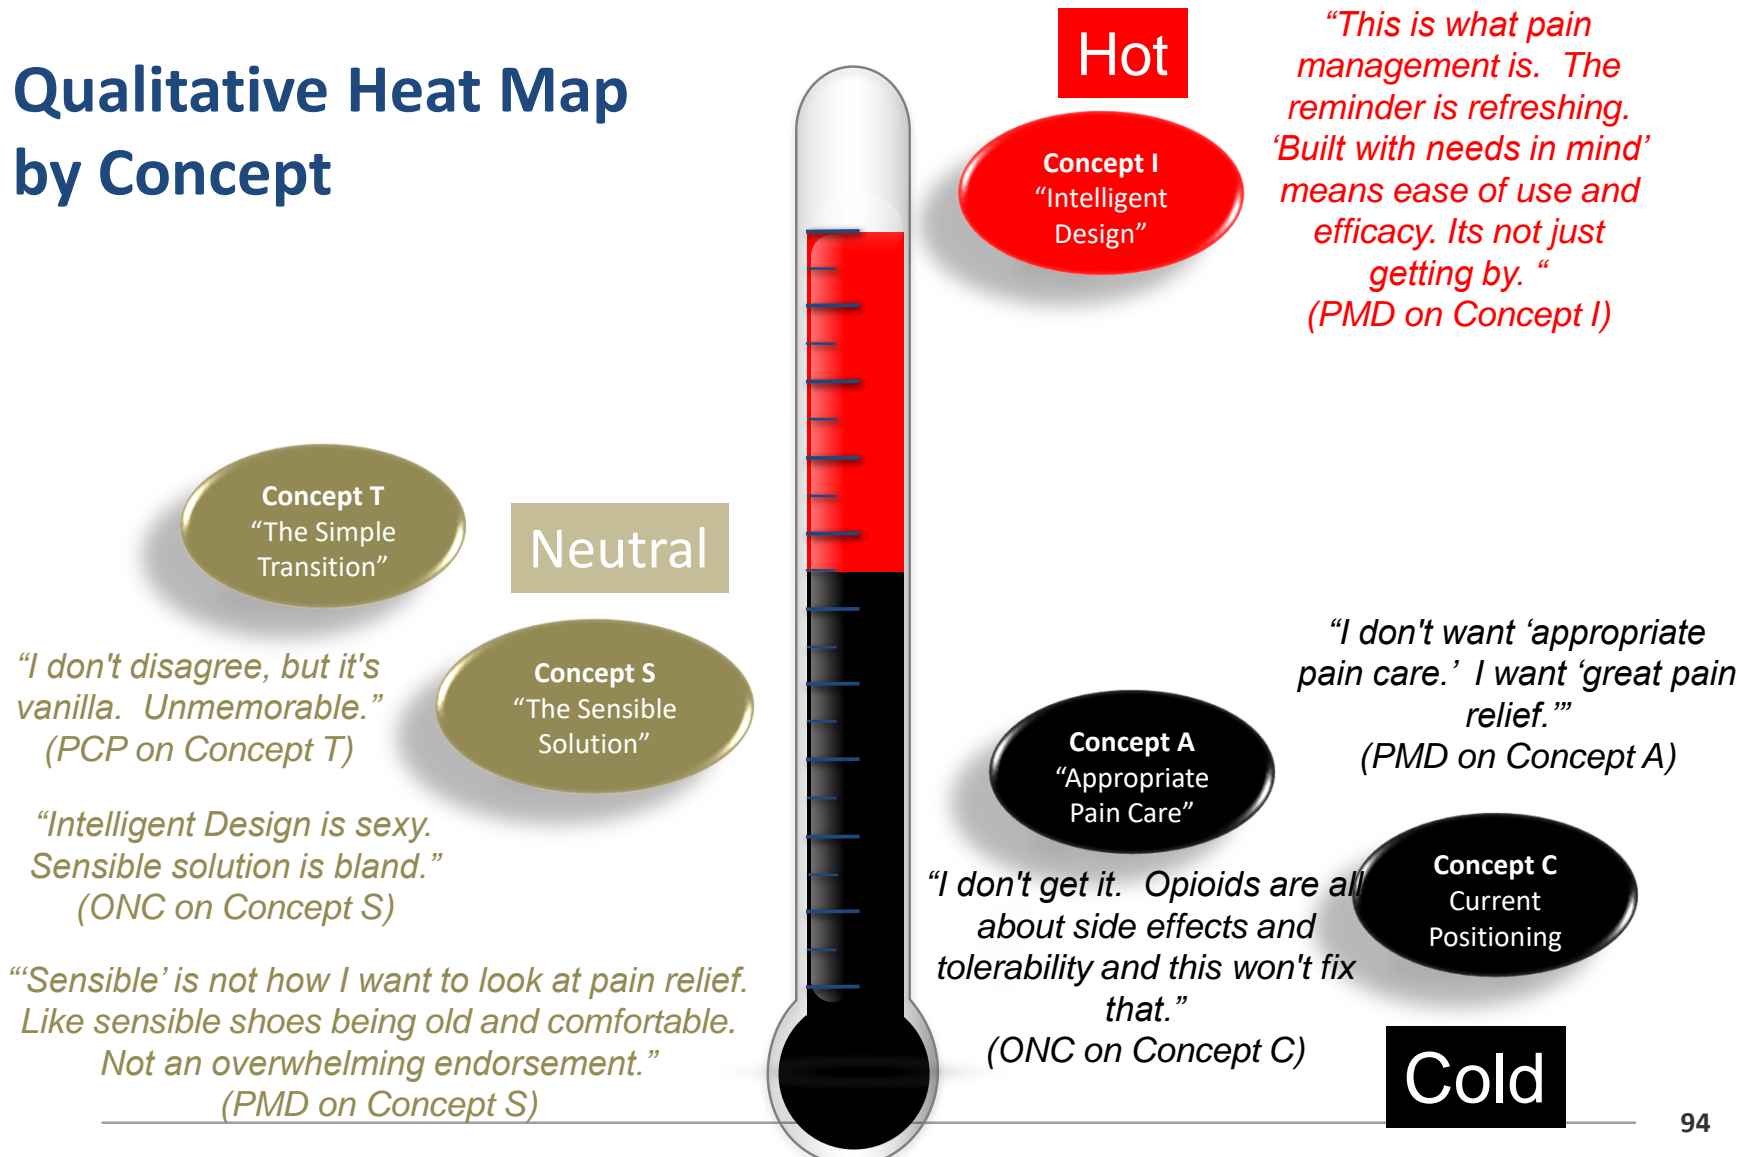 Qualitative Heat Map
by Concept
Hot
Concept I
“Intelligent
Design”
“This is what pain
management is.  The
reminder is refreshing.
‘Built with needs in mind’
means ease of use and
efficacy. Its not just
getting by. “
(PMD on Concept I)
Concept T
“The Simple
Transition”
Neutral
“I don't disagree, but it's
vanilla.  Unmemorable.”
(PCP on Concept T)
Concept S
“The Sensible
Solution”
“Intelligent Design is sexy.
Sensible solution is bland.”
(ONC on Concept S)
“‘Sensible’ is not how I want to look at pain relief.
Like sensible shoes being old and comfortable.
Not an overwhelming endorsement.”
(PMD on Concept S)
“I don't want ‘appropriate
pain care.’  I want ‘great pain
relief.’”
(PMD on Concept A)
Concept A
“Appropriate
Pain Care”
“I don't get it.  Opioids are all
about side effects and
tolerability and this won't fix
that.”
(ONC on Concept C)
Concept C
Current
Positioning
Cold
94